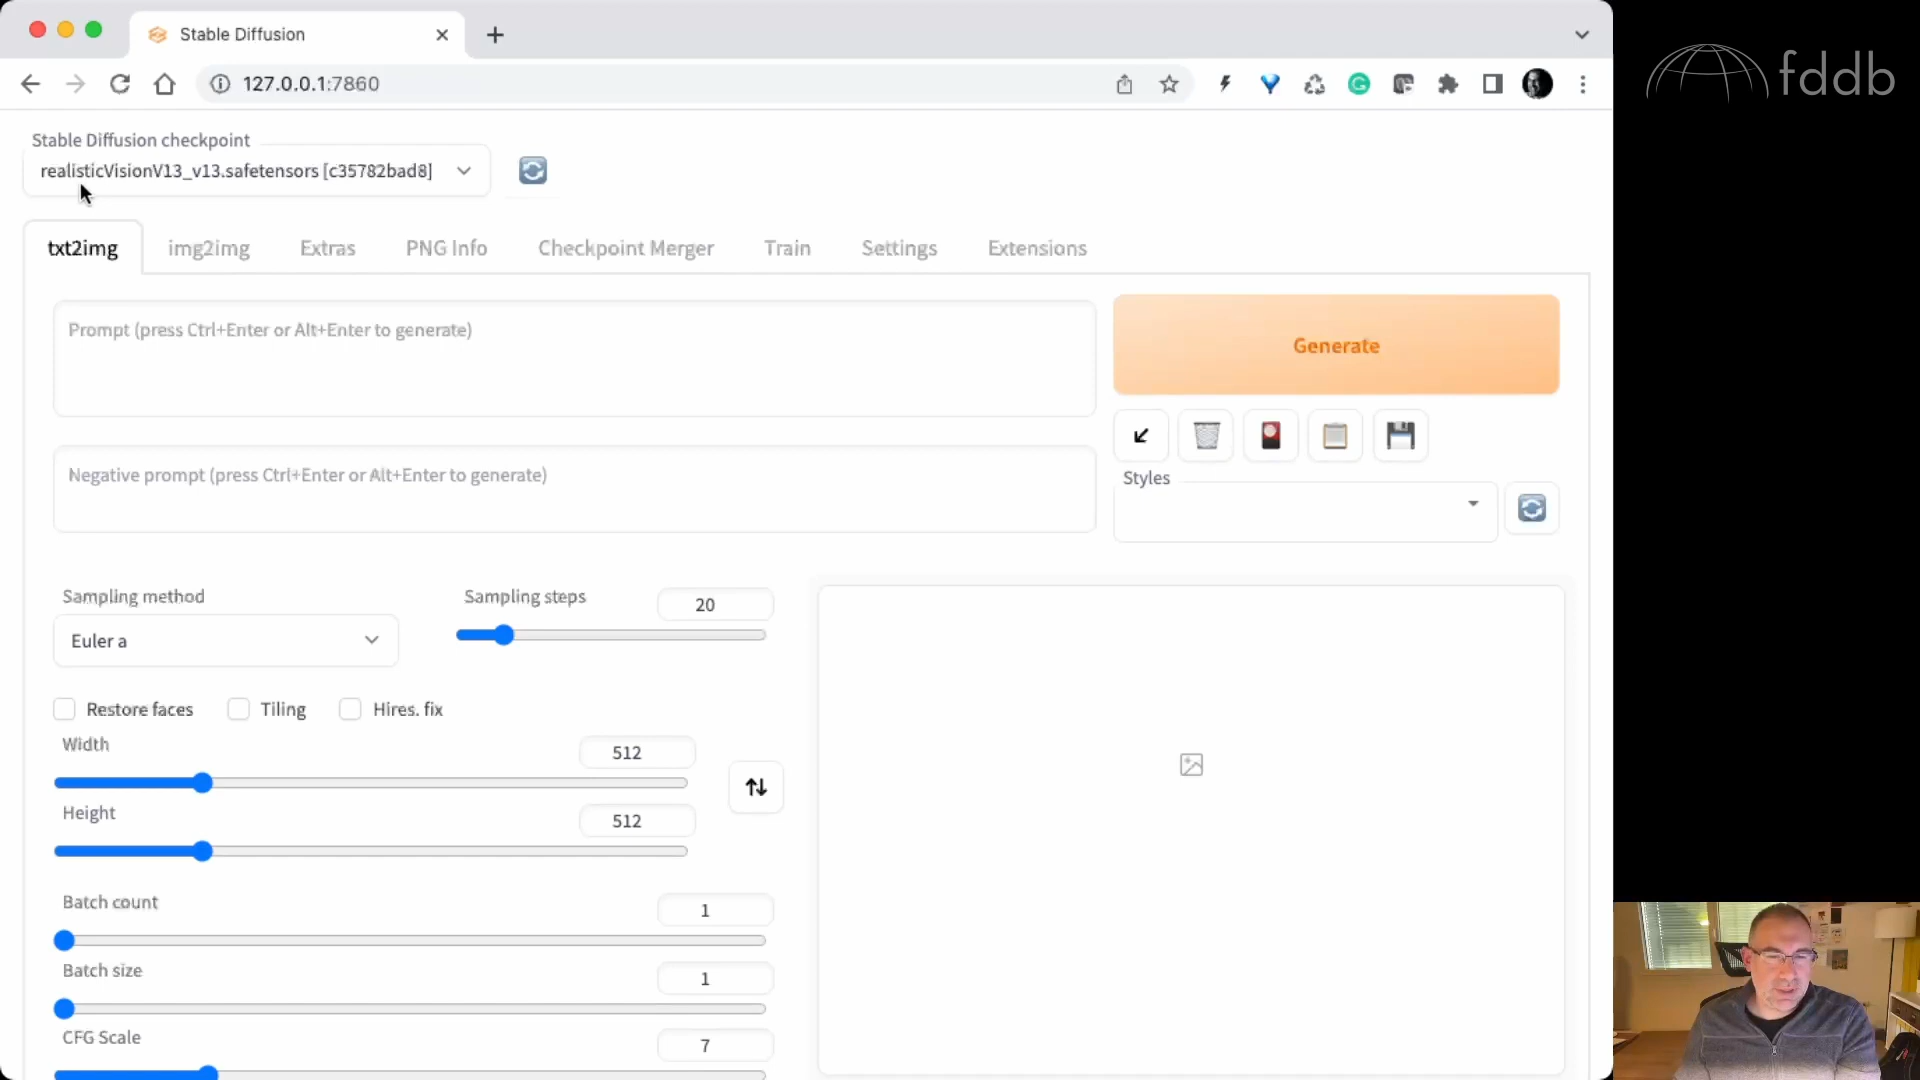 Stable Diffusion
127.0.0.1:7860
fddb
Stable Diffusion checkpoint
realisticVisionV13_v13.safetensors [c35782bad8]
txt2img
img2img
Extras
PNG Info
Checkpoint Merger
Train
Settings
Extensions
Prompt (press Ctrl+Enter or Alt+Enter to generate)
Generate
Negative prompt (press Ctrl+Enter or Alt+Enter to generate)
Styles
Sampling method
Sampling steps
20
Euler a
Restore faces
Tiling
Hires. fix
Width
512
Height
512
Batch count
1
Batch size
1
CFG Scale
7